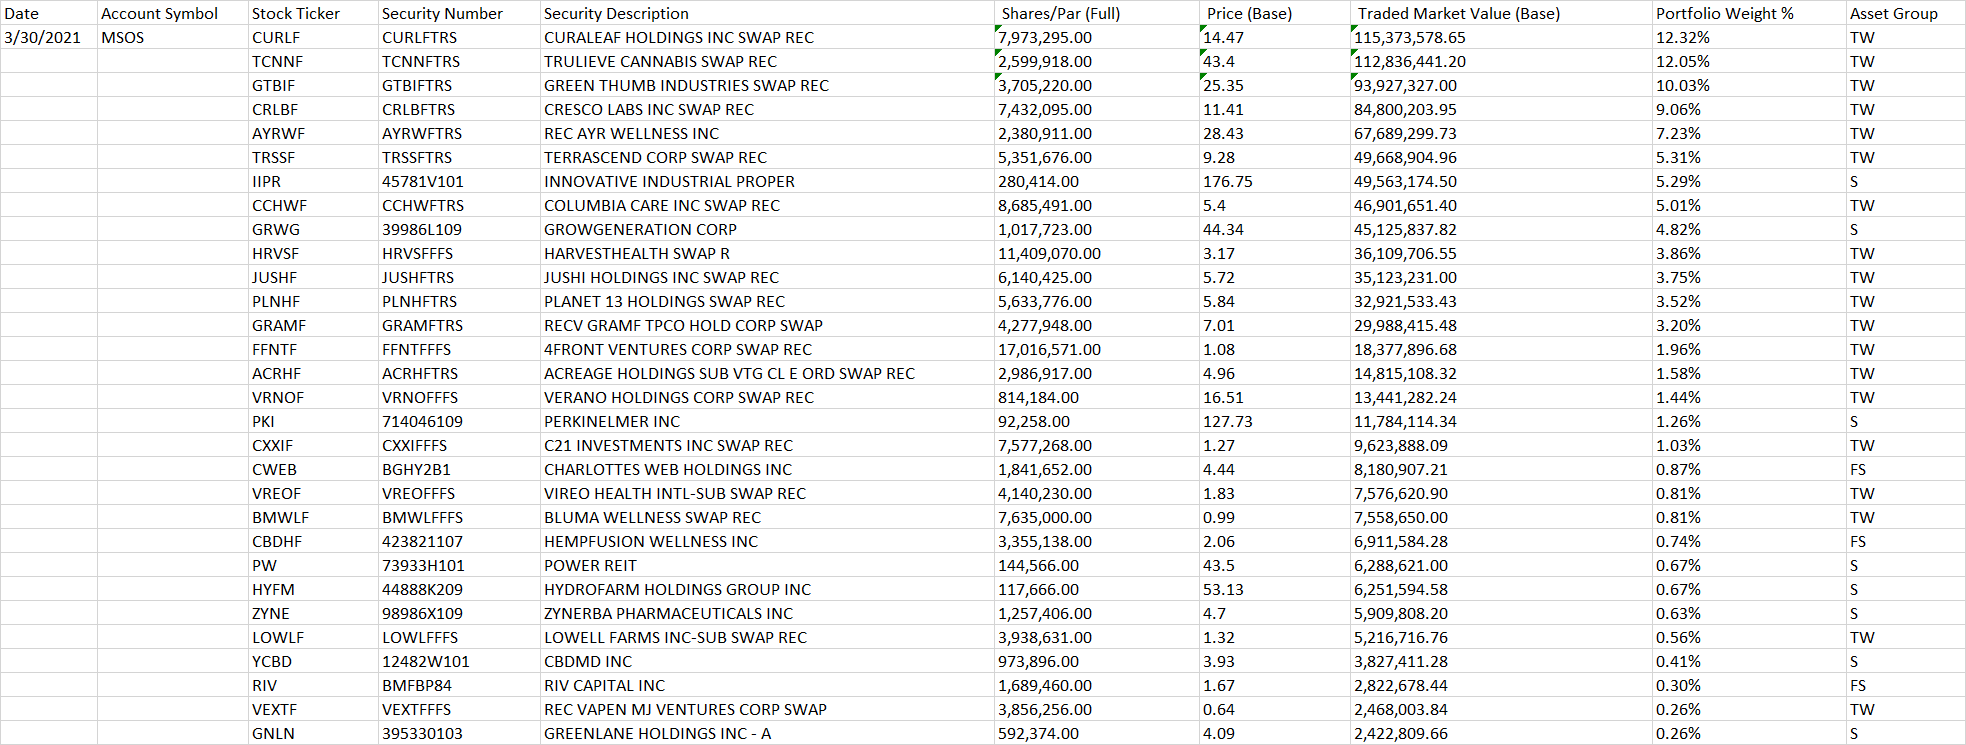 Date Account Symbol Stock Ticker Security Number Security Description Shares/Par (Full) Price (Base) Traded Market Value (Base) Portfolio Weight % Asset Group
3/30/2021 MSOS CURLF CURLFTRS CURALEAF HOLDINGS INC SWAP REC 7,973,295.00 14.47 115,373,578.65 12.32% TW
TCNNF TCNNFTRS TRULIEVE CANNABIS SWAP REC 2,599,918.00 43.4 112,836,441.20 12.05% TW
GTBIF GTBIFTRS GREEN THUMB INDUSTRIES SWAP REC 3,705,220.00 25.35 93,927,327.00 10.03% TW
CRLBF CRLBFTRS CRESCO LABS INC SWAP REC 7,432,095.00 11.41 84,800,203.95 9.06% TW
AYRWF AYRWFTRS REC AYR WELLNESS INC 2,380,911.00 28.43 67,689,299.73 7.23% TW
TRSSF TRSSFTRS TERRASCEND CORP SWAP REC 5,351,676.00 9.28 49,668,904.96 5.31% TW
IIPR 45781V101 INNOVATIVE INDUSTRIAL PROPER 280,414.00 176.75 49,563,174.50 5.29% S
CCHWF CCHWFTRS COLUMBIA CARE INC SWAP REC 8,685,491.00 5.4 46,901,651.40 5.01% TW
GRWG 39986L109 GROWGENERATION CORP 1,017,723.00 44.34 45,125,837.82 4.82% S
HRVSF HRVSFFFS HARVESTHEALTH SWAP R 11,409,070.00 3.17 36,109,706.55 3.86% TW
JUSHF JUSHFTRS JUSHI HOLDINGS INC SWAP REC 6,140,425.00 5.72 35,123,231.00 3.75% TW
PLNHF PLNHFTRS PLANET 13 HOLDINGS SWAP REC 5,633,776.00 5.84 32,921,533.43 3.52% TW
GRAMF GRAMFTRS RECV GRAMF TPCO HOLD CORP SWAP 4,277,948.00 7.01 29,988,415.48 3.20% TW
FFNTF FFNTFFFS 4FRONT VENTURES CORP SWAP REC 17,016,571.00 1.08 18,377,896.68 1.96% TW
ACRHF ACRHFTRS ACREAGE HOLDINGS SUB VTG CL E ORD SWAP REC 2,986,917.00 4.96 14,815,108.32 1.58% TW
VRNOF VRNOFFFS VERANO HOLDINGS CORP SWAP REC 814,184.00 16.51 13,441,282.24 1.44% TW
PKI 714046109 PERKINELMER INC 92,258.00 127.73 11,784,114.34 1.26% S
CXXIF CXXIFFFS C21 INVESTMENTS INC SWAP REC 7,577,268.00 1.27 9,623,888.09 1.03% TW
CWEB BGHY2B1 CHARLOTTES WEB HOLDINGS INC 1,841,652.00 4.44 8,180,907.21 0.87% FS
VREOF VREOFFFS VIREO HEALTH INTL-SUB SWAP REC 4,140,230.00 1.83 7,576,620.90 0.81% TW
BMWLF BMWLFFFS BLUMA WELLNESS SWAP REC 7,635,000.00 0.99 7,558,650.00 0.81% TW
CBDHF 423821107 HEMPFUSION WELLNESS INC 3,355,138.00 2.06 6,911,584.28 0.74% FS
PW 73933H101 POWER REIT 144,566.00 43.5 6,288,621.00 0.67% S
HYFM 44888K209 HYDROFARM HOLDINGS GROUP INC 117,666.00 53.13 6,251,594.58 0.67% S
ZYNE 98986X109 ZYNERBA PHARMACEUTICALS INC 1,257,406.00 4.7 5,909,808.20 0.63% S
LOWLF LOWLFFFS LOWELL FARMS INC-SUB SWAP REC 3,938,631.00 1.32 5,216,716.76 0.56% TW
YCBD 12482W101 CBDMD INC 973,896.00 3.93 3,827,411.28 0.41% S
RIV BMFBP84 RIV CAPITAL INC 1,689,460.00 1.67 2,822,678.44 0.30% FS
VEXTF VEXTFFFS REC VAPEN MJ VENTURES CORP SWAP 3,856,256.00 0.64 2,468,003.84 0.26% TW
GNLN 395330103 GREENLANE HOLDINGS INC - A 592,374.00 4.09 2,422,809.66 0.26% S